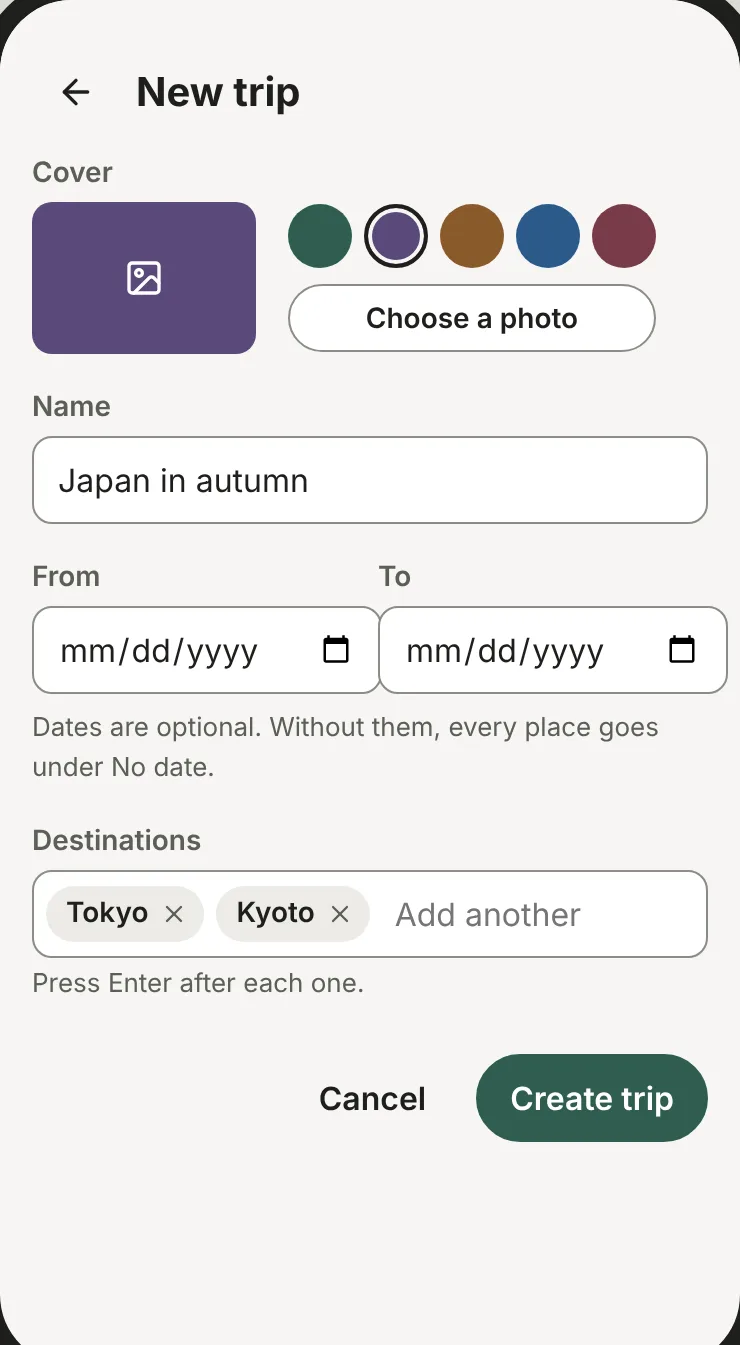 New trip
Cover
Choose a photo
Name
Japan in autumn
From To
mm/dd/yyyy mm/dd/yyyy
Dates are optional. Without them, every place goes
under No date.
Destinations
Tokyo Kyoto Add another
Press Enter after each one.
Cancel Create trip